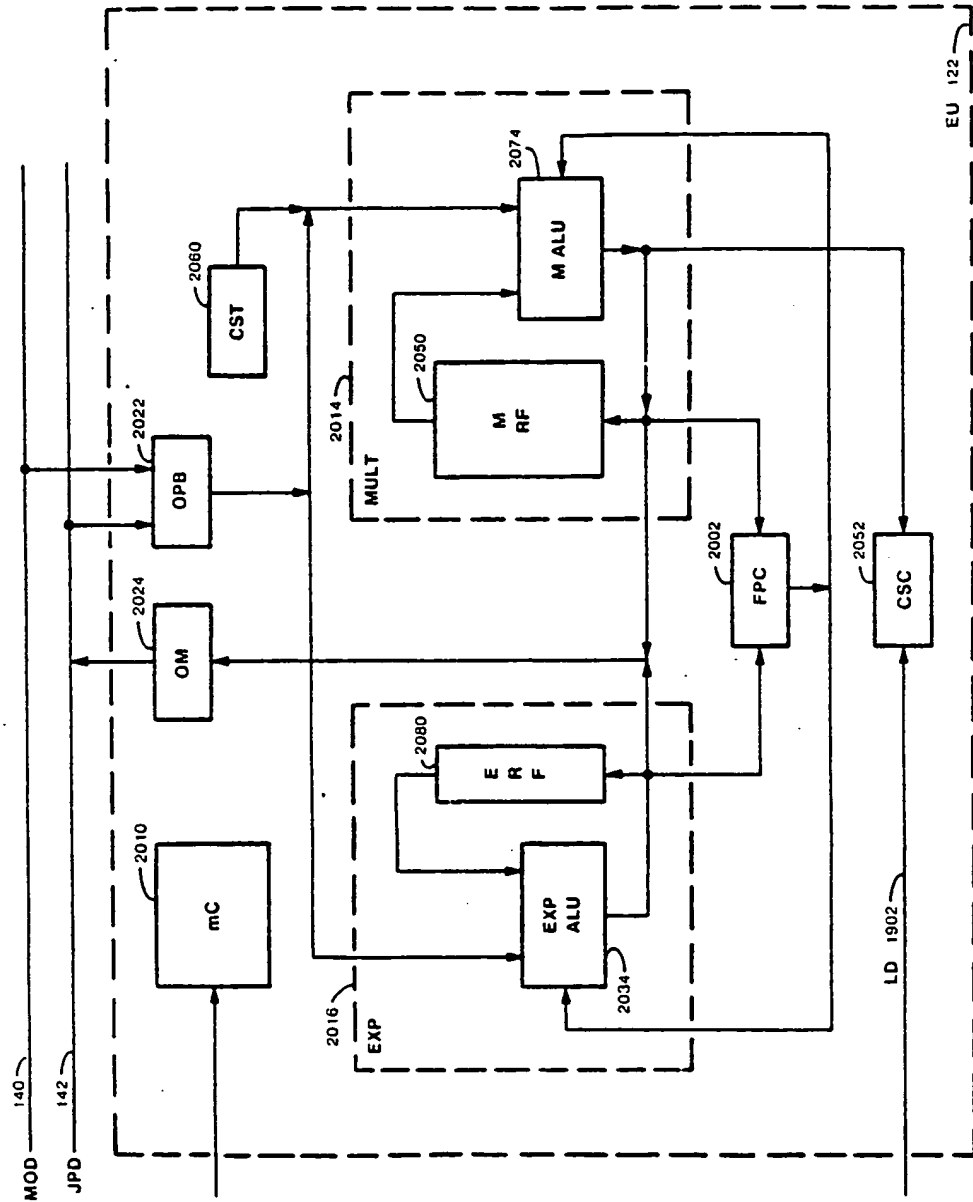 MOD 140
JPD 142
EU 122
mC 2010
OM 2024
OPB 2022
CST 2060
2016
EXP
EXP
ALU
2034
E
R
F
2080
2014
MULT
M
RF
2050
M ALU
2074
FPC 2002
CSC 2052
LD 1902